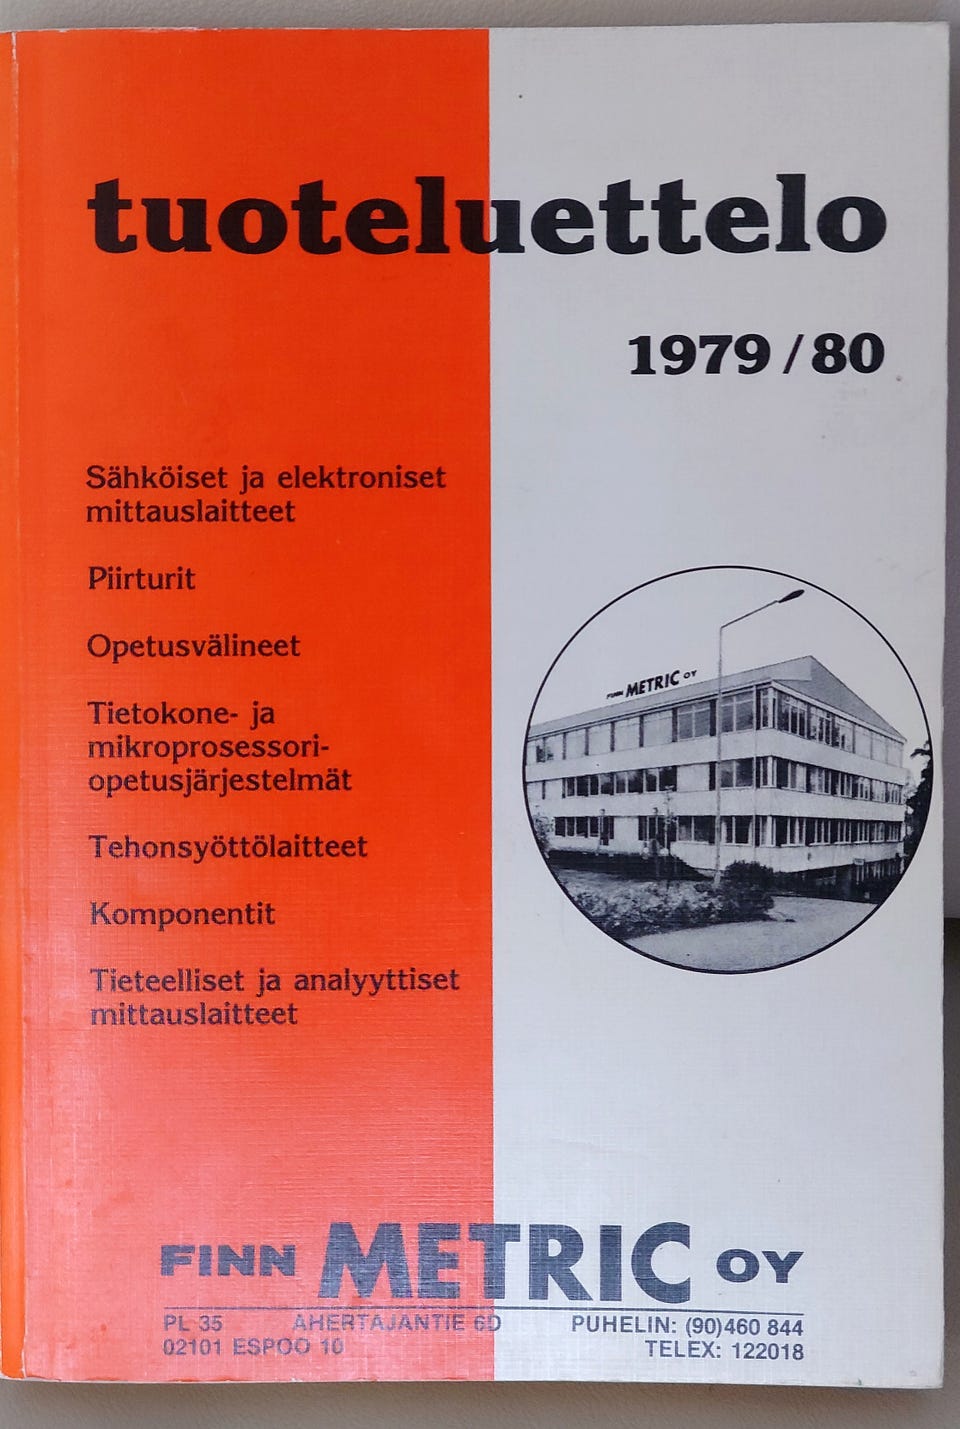 tuoteluettelo
1979/80
Sähköiset ja elektroniset
mittauslaitteet
Piirturit
Opetusvälineet
Tietokone- ja
mikroprosessori-
opetusjärjestelmät
Tehonsyöttölaitteet
Komponentit
Tieteelliset ja analyyttiset
mittauslaitteet
FINN METRIC OY
FINN METRIC OY
PL 35 AHERTAJANTIE 6D PUHELIN: (90)460 844
02101 ESPOO 10 TELEX: 122018